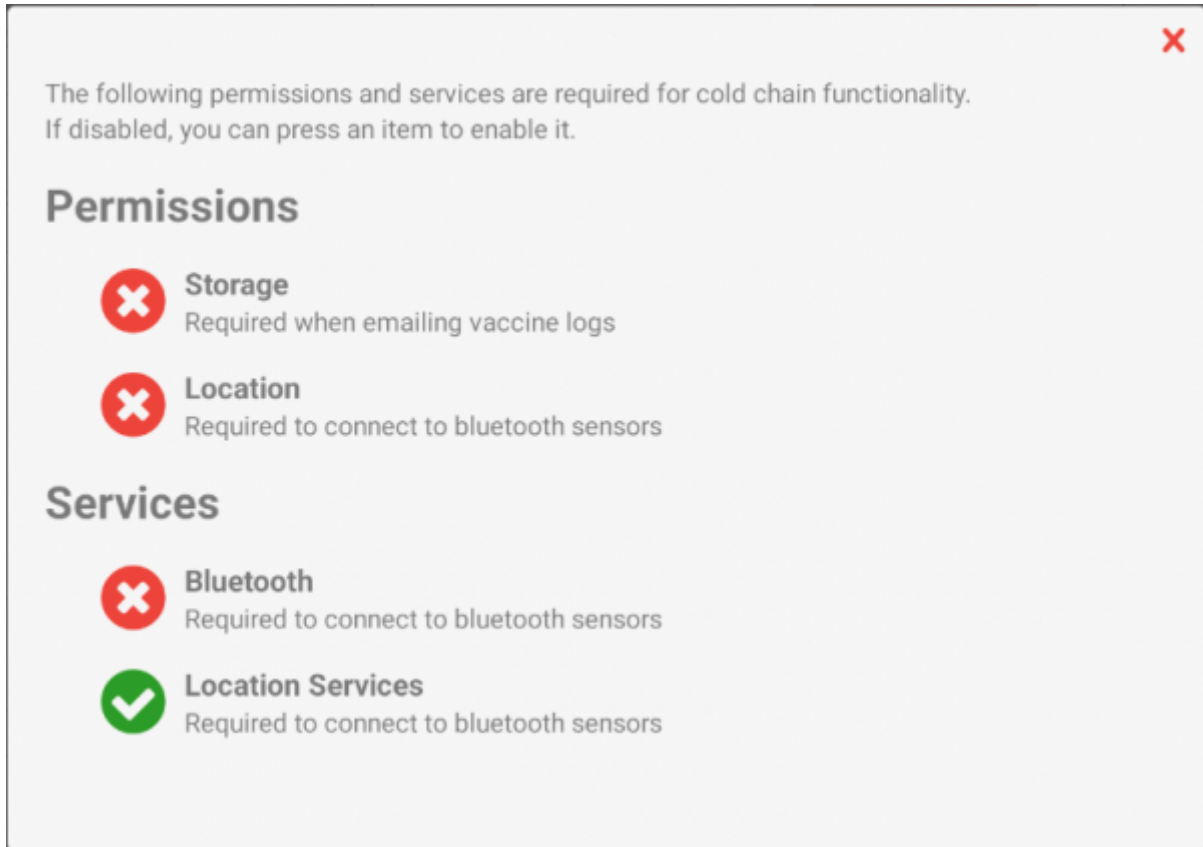 The following permissions and services are required for cold chain functionality.
If disabled, you can press an item to enable it.
Permissions
Storage
Required when emailing vaccine logs
Location
Required to connect to bluetooth sensors
Services
Bluetooth
Required to connect to bluetooth sensors
Location Services
Required to connect to bluetooth sensors